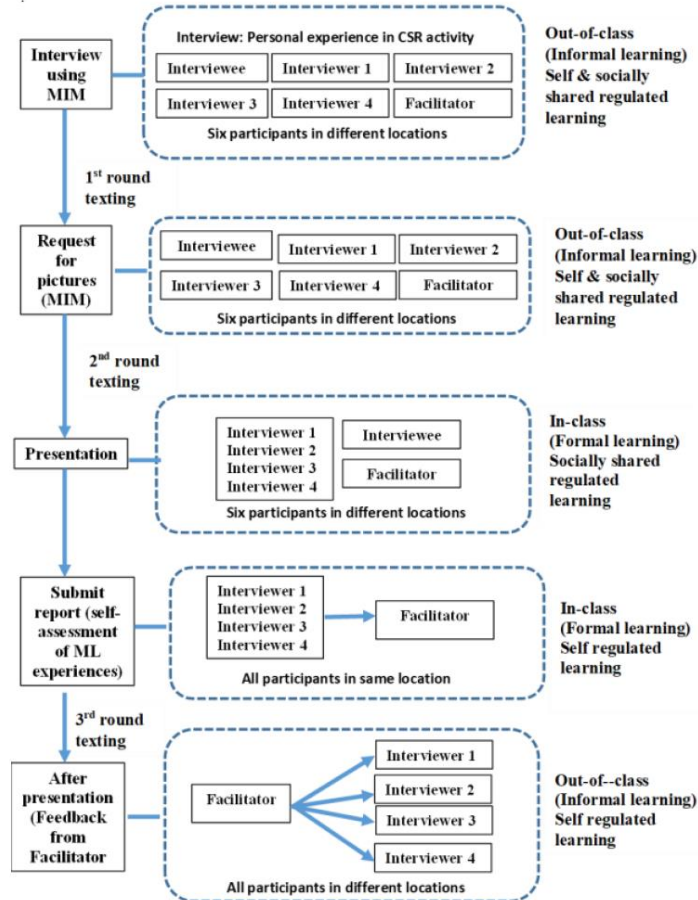 Interview
using
MIM
Interview: Personal experience in CSR activity
Interviewee
Interviewer 1
Interviewer 2
Interviewer 3
Interviewer 4
Facilitator
Six participants in different locations
Out-of-class
(Informal learning)
Self & socially
shared regulated
learning
1st round
texting
Request
for
pictures
(MIM)
Interviewee
Interviewer 1
Interviewer 2
Interviewer 3
Interviewer 4
Facilitator
Six participants in different locations
Out-of-class
(Informal learning)
Self & socially
shared regulated
learning
2nd round
texting
Presentation
Interviewer 1
Interviewer 2
Interviewer 3
Interviewer 4
Interviewee
Facilitator
Six participants in different locations
In-class
(Formal learning)
Socially shared
regulated
learning
Submit
report (self-
assessment
of ML
experiences)
Interviewer 1
Interviewer 2
Interviewer 3
Interviewer 4
Facilitator
All participants in same location
In-class
(Formal learning)
Self regulated
learning
3rd round
texting
After
presentation
(Feedback
from
Facilitator
Facilitator
Interviewer 1
Interviewer 2
Interviewer 3
Interviewer 4
All participants in different locations
Out-of--class
(Informal learning)
Self regulated
learning